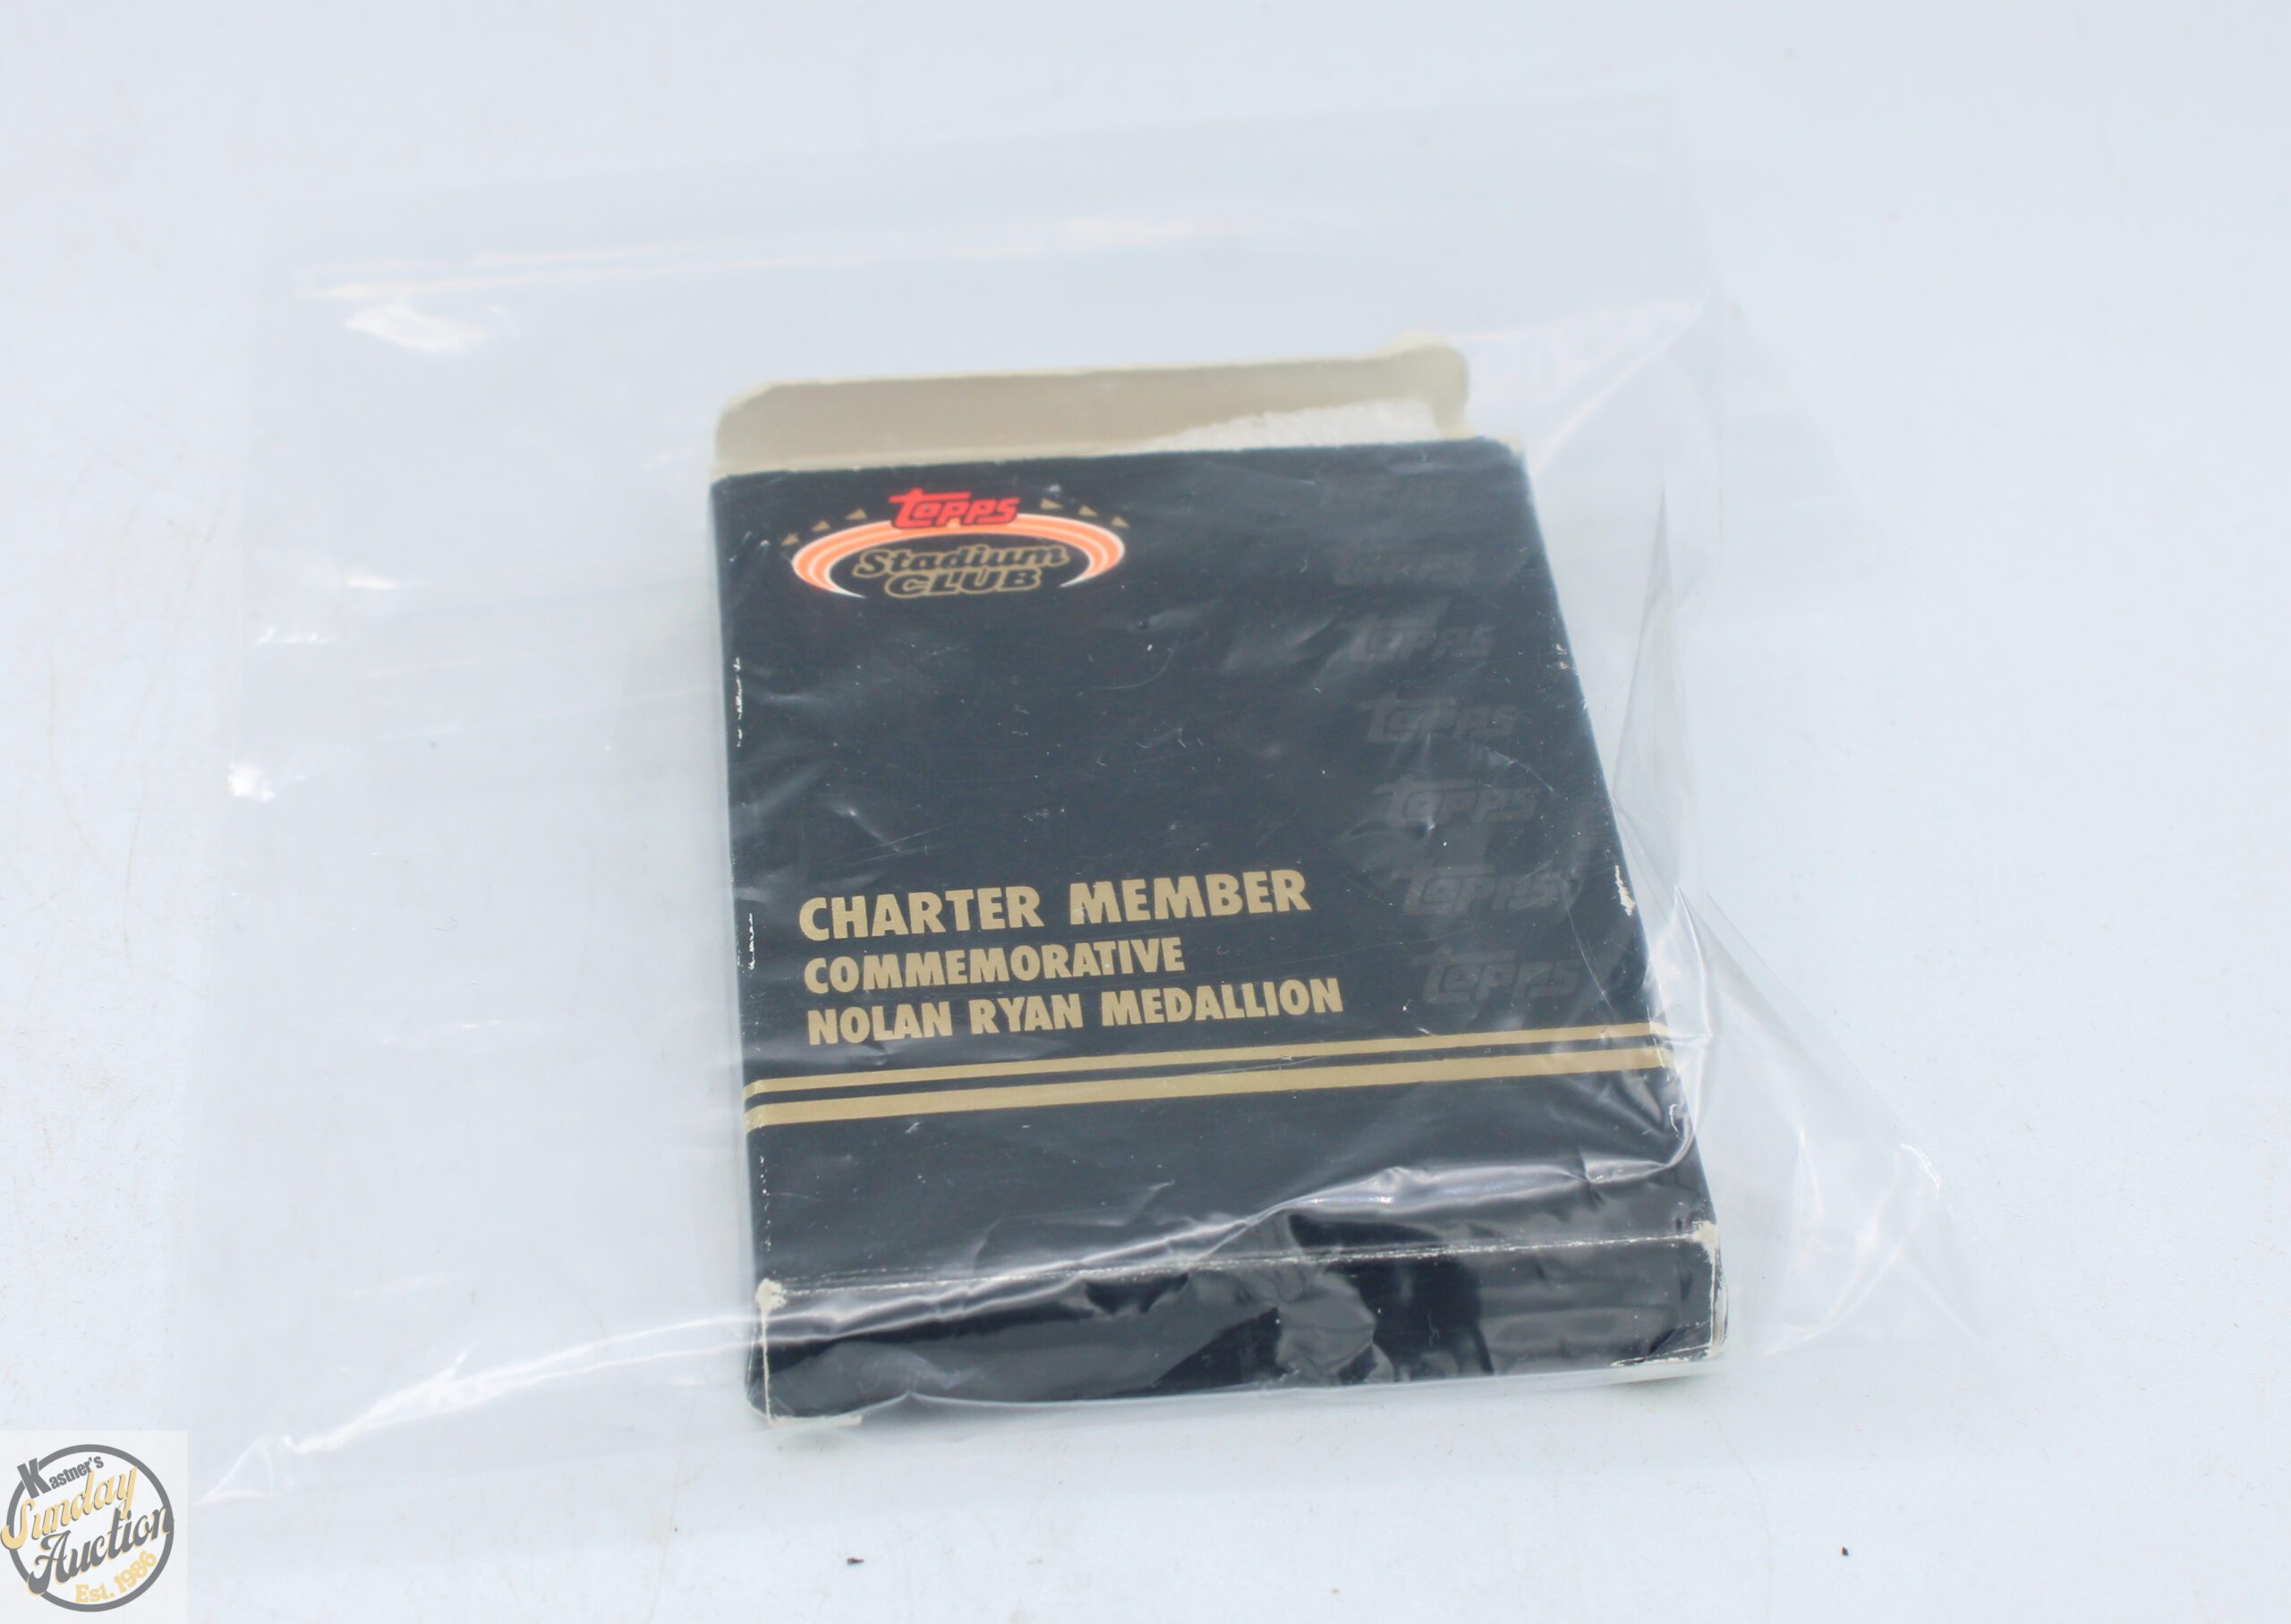 topps
Stadium
CLUB
topps
topps
topps
topps
topps
topps
CHARTER MEMBER
COMMEMORATIVE
NOLAN RYAN MEDALLION
Kastner's
Sunday
Auction
Est. 1986